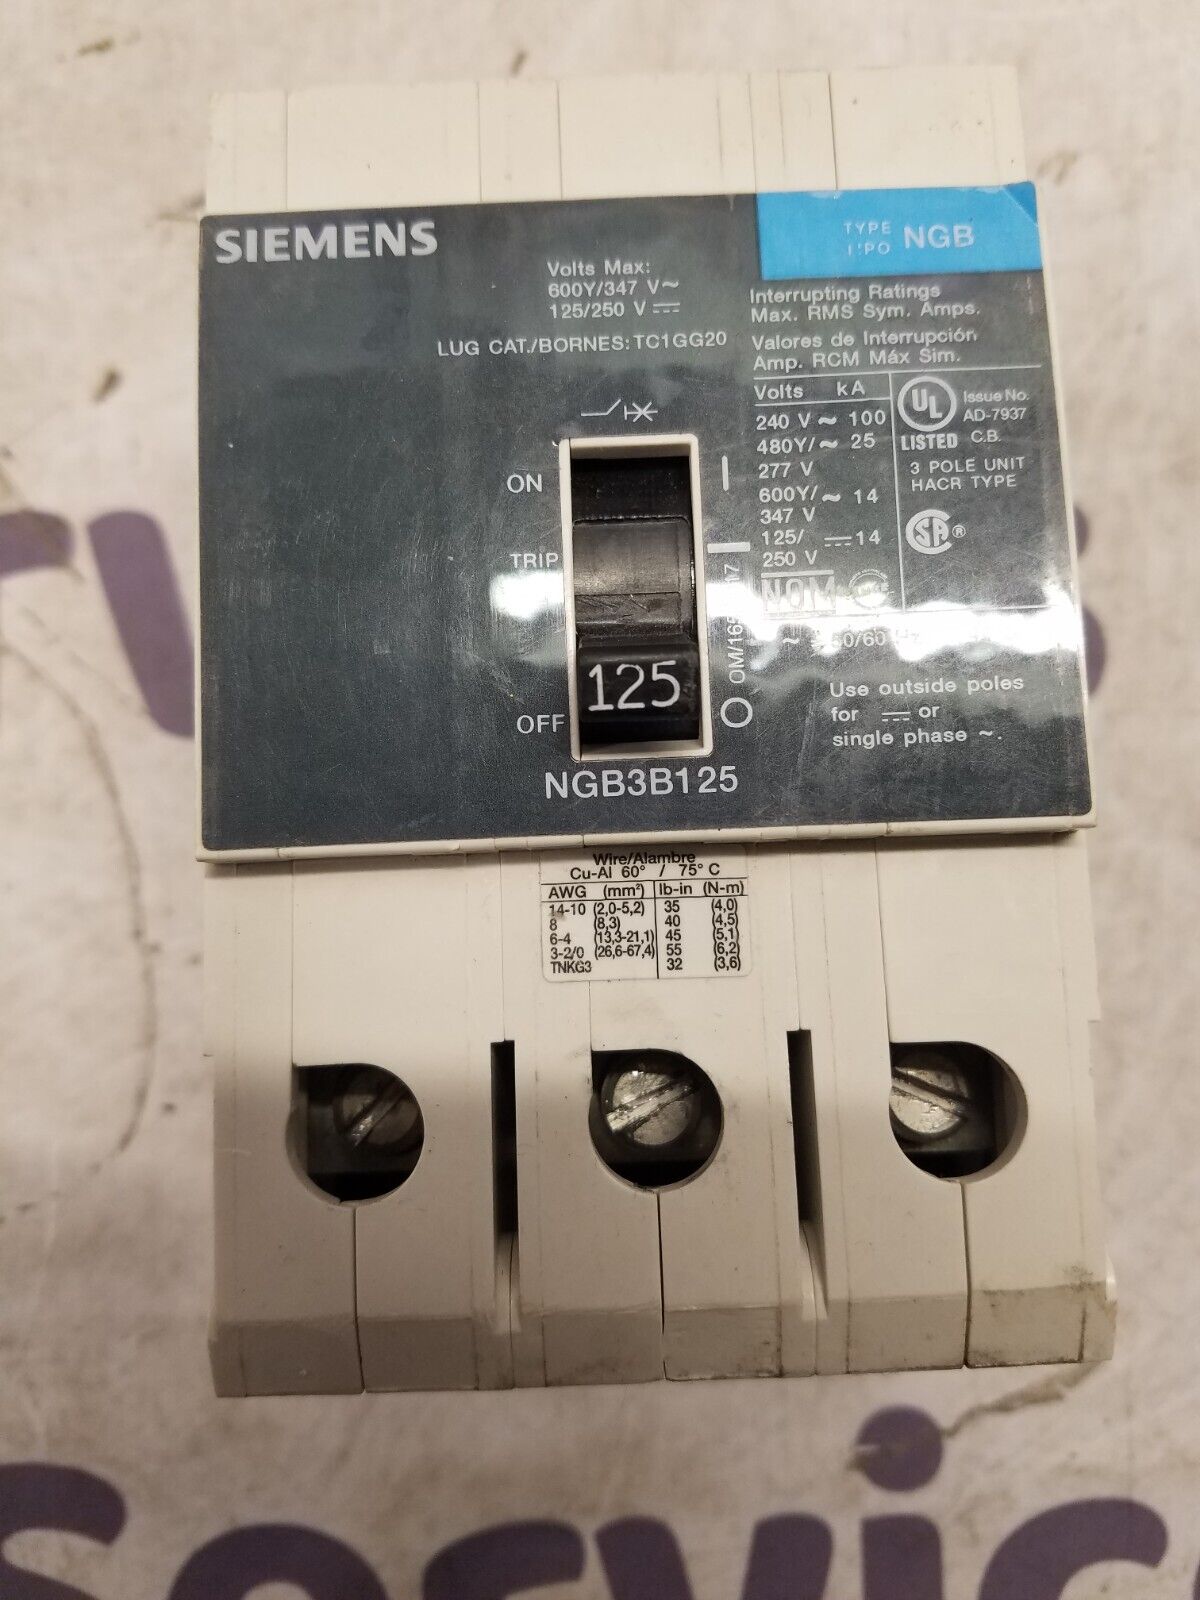 SIEMENS
TYPE
TIPO
NGB
Volts Max:
600Y/347 V~
125/250 V ⎓
LUG CAT./BORNES: TC1GG20
Interrupting Ratings
Max. RMS Sym. Amps.
Valores de Interrupción
Amp. RCM Máx Sim.
Volts kA
240 V ~ 100
480Y/ ~ 25
277 V
600Y/ ~ 14
347 V
125/ ⎓ 14
250 V
NOM
50/60 Hz
UL
LISTED
Issue No.
AD-7937
C.B.
3 POLE UNIT
HACR TYPE
SA®
Use outside poles
for ⎓ or
single phase ~.
ON
TRIP
OFF
125
NGB3B125
Wire/Alambre
Cu-Al 60° / 75° C
AWG (mm²) lb-in (N-m)
14-10 (2,0-5,2) 35 (4,0)
8 (8,3) 40 (4,5)
6-4 (13,3-21,1) 45 (5,1)
3-2/0 (26,6-67,4) 55 (6,2)
TNKG3 32 (3,6)